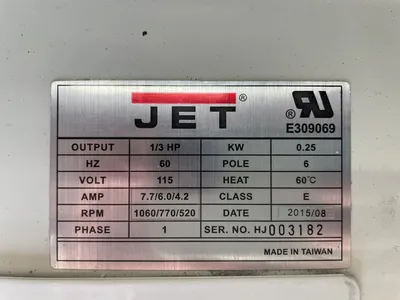 JET®
E309069
OUTPUT 1/3 HP KW 0.25
HZ 60 POLE 6
VOLT 115 HEAT 60℃
AMP 7.7/6.0/4.2 CLASS E
RPM 1060/770/520 DATE 2015/08
PHASE 1 SER. NO. HJ003182
MADE IN TAIWAN